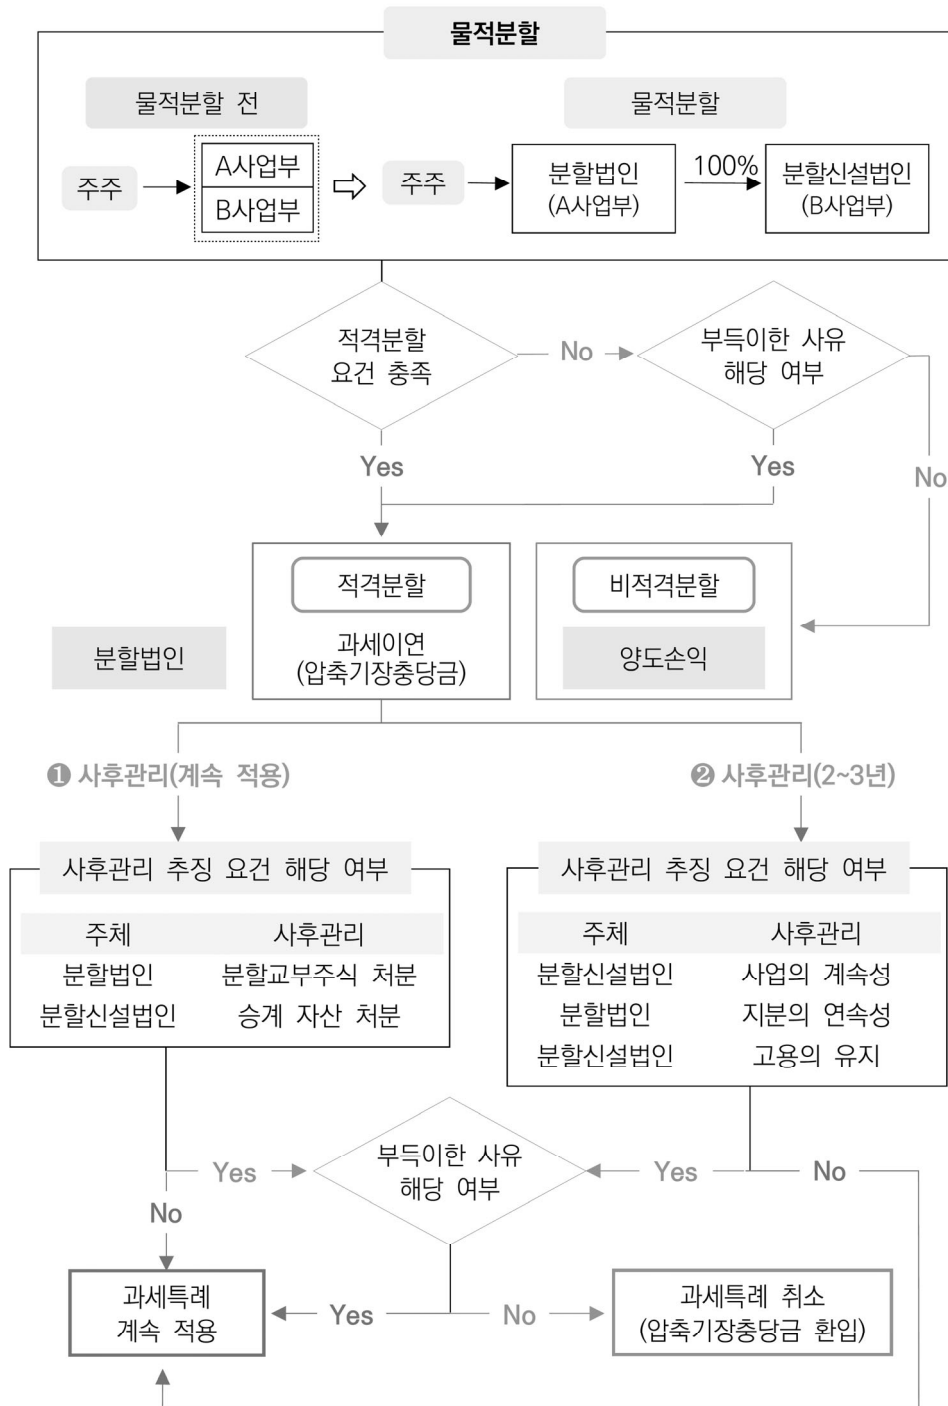 물적분할
물적분할 전
물적분할
주주
A사업부
B사업부
주주
분할법인
(A사업부)
100%
분할신설법인
(B사업부)
적격분할
요건 충족
No
부득이한 사유
해당 여부
Yes
Yes
No
적격분할
비적격분할
분할법인
과세이연
(압축기장충당금)
양도손익
❶ 사후관리(계속 적용)
❷ 사후관리(2~3년)
사후관리 추징 요건 해당 여부
주체 사후관리
분할법인 분할교부주식 처분
분할신설법인 승계 자산 처분
사후관리 추징 요건 해당 여부
주체 사후관리
분할신설법인 사업의 계속성
분할법인 지분의 연속성
분할신설법인 고용의 유지
Yes
부득이한 사유
해당 여부
Yes
No
No
과세특례
계속 적용
Yes
No
과세특례 취소
(압축기장충당금 환입)